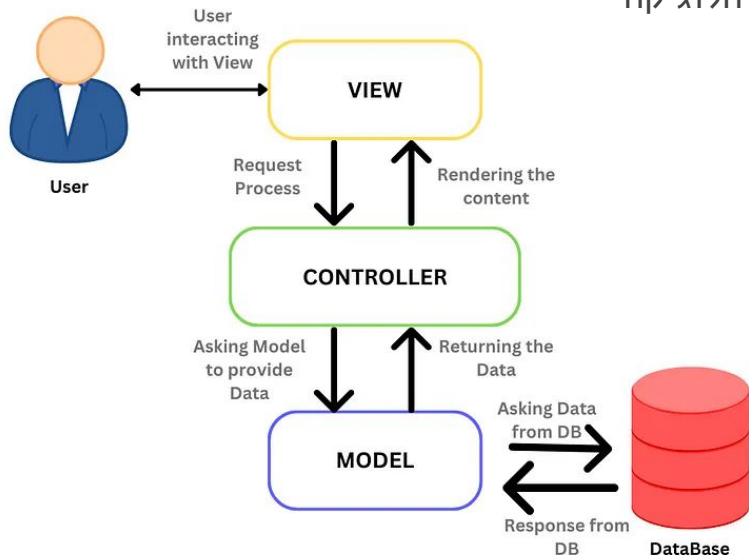 הלוגיקה
User
interacting
with View
VIEW
User
Request
Process
Rendering the
content
CONTROLLER
Asking Model
to provide
Data
Returning the
Data
Asking Data
from DB
MODEL
Response from
DB
DataBase